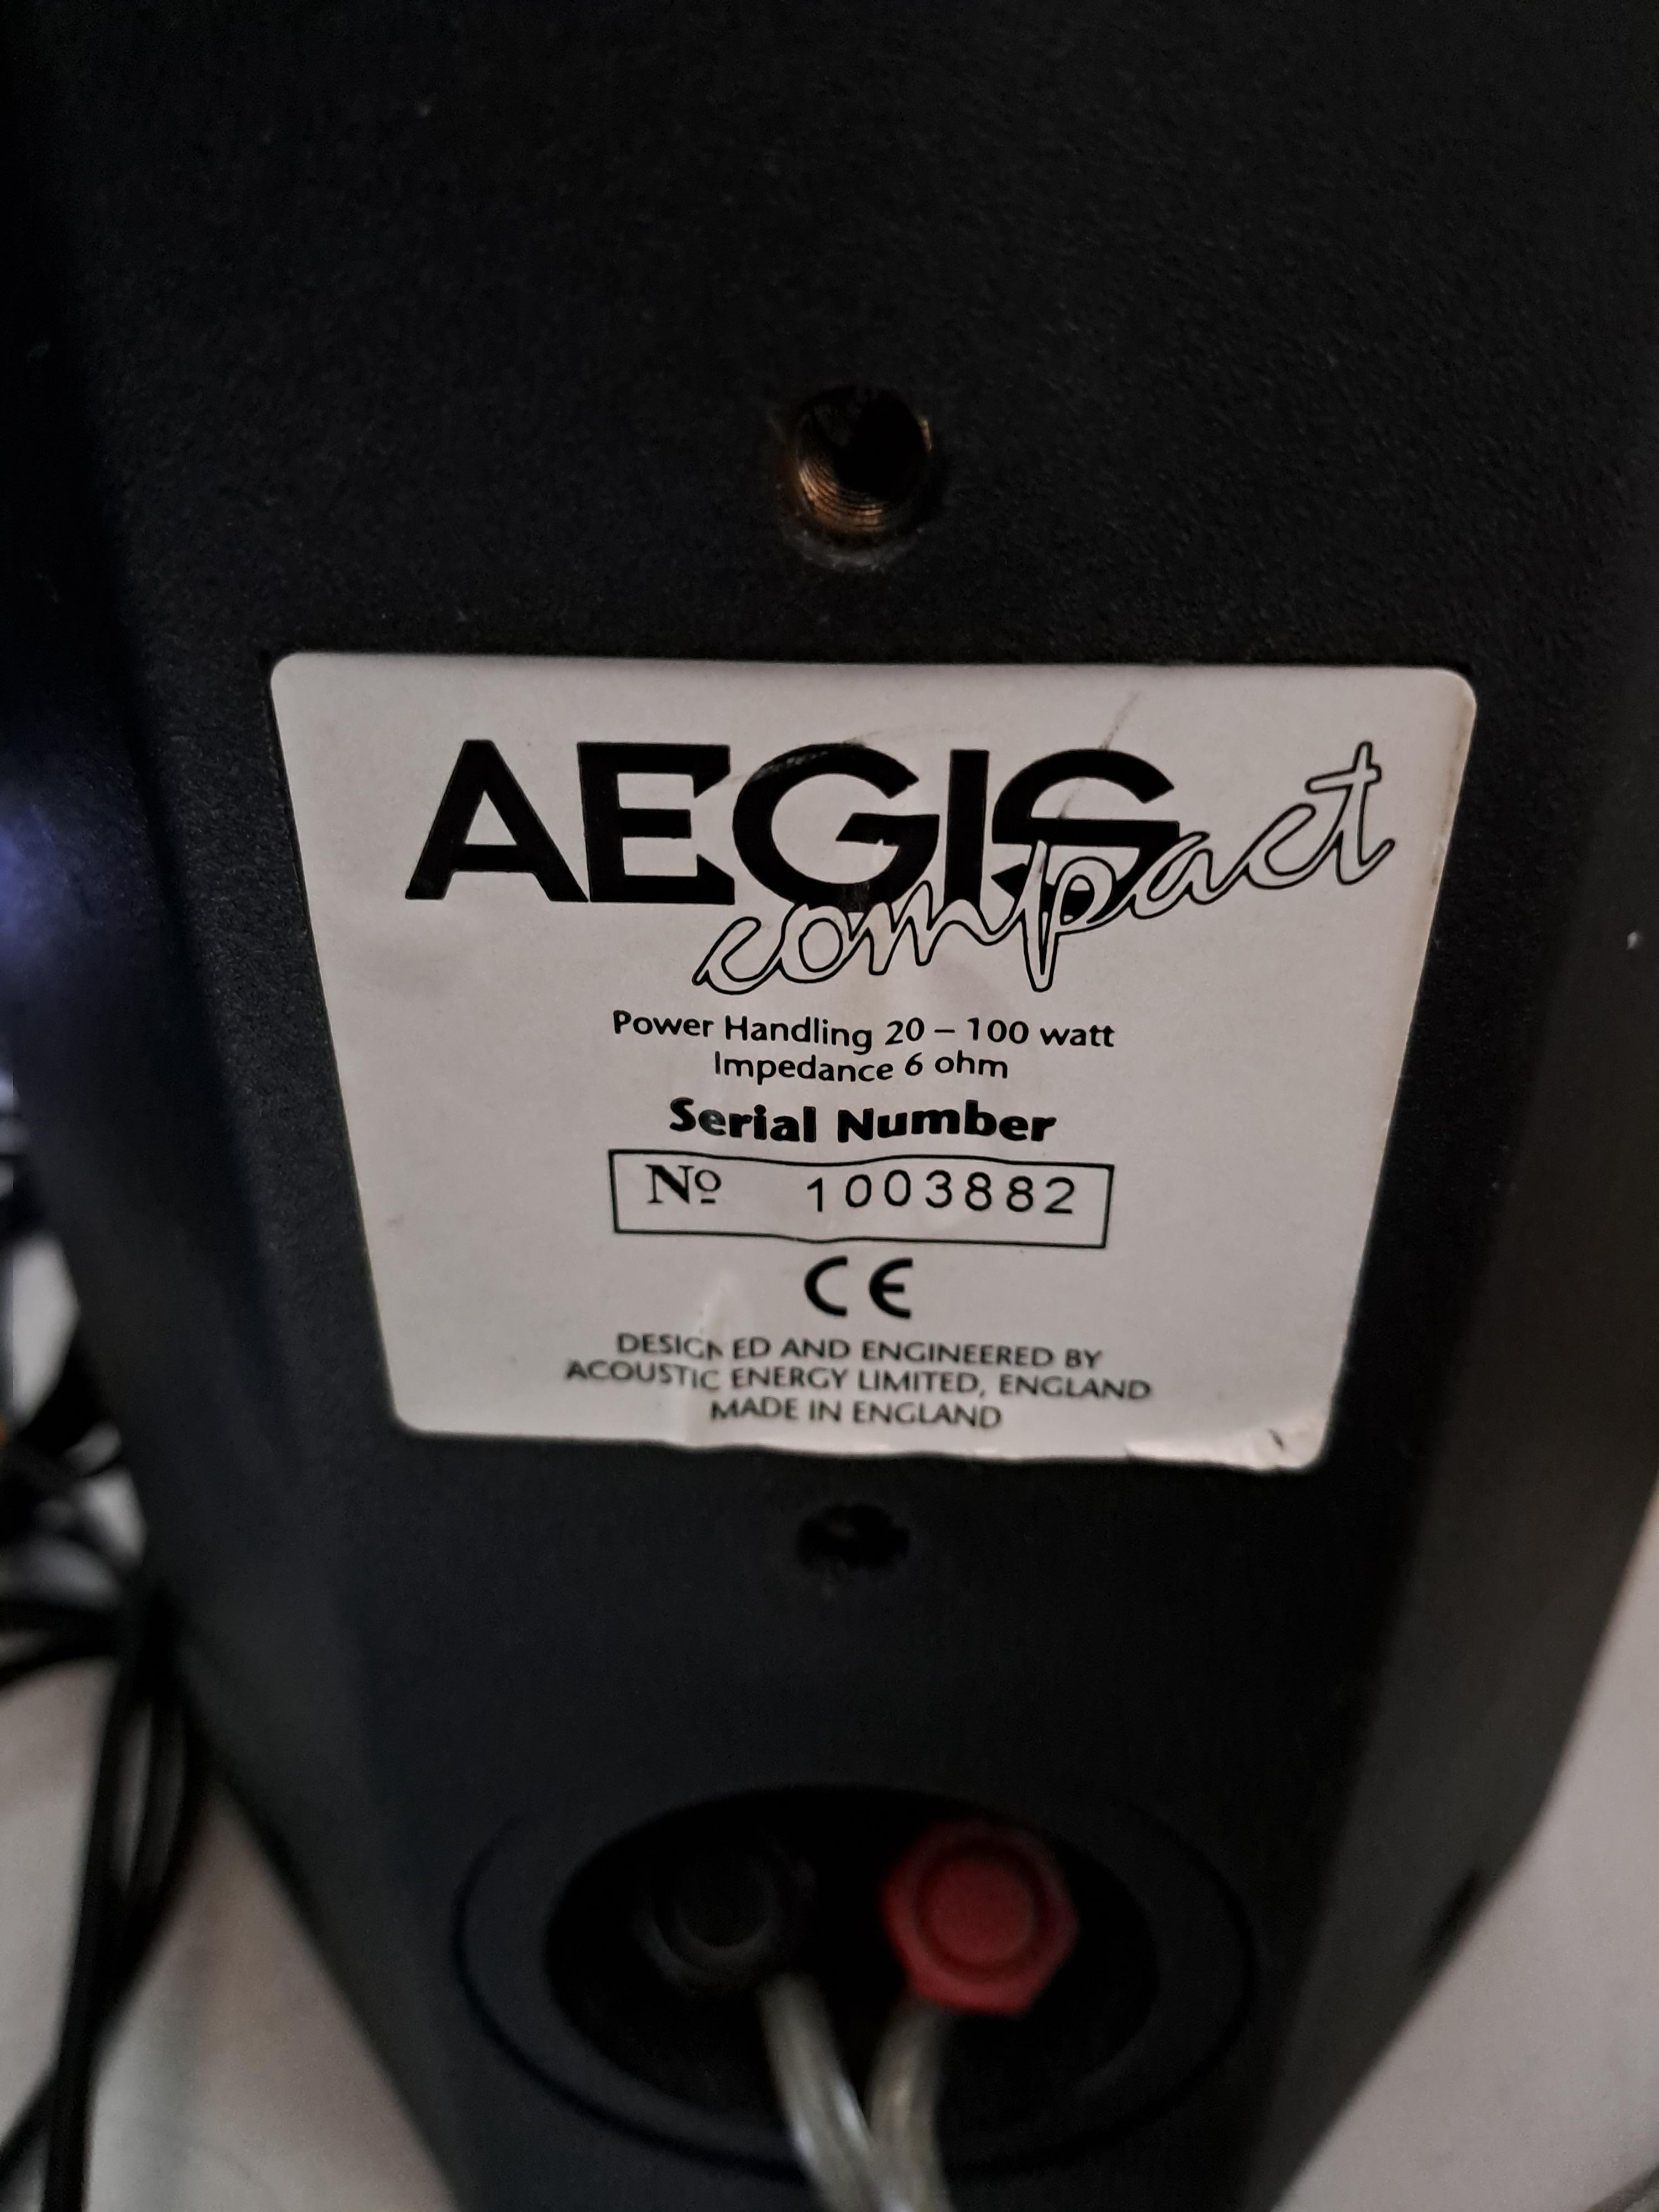 AEGIS
compact
Power Handling 20 – 100 watt
Impedance 6 ohm
Serial Number
Nº 1003882
CE
DESIGNED AND ENGINEERED BY
ACOUSTIC ENERGY LIMITED, ENGLAND
MADE IN ENGLAND